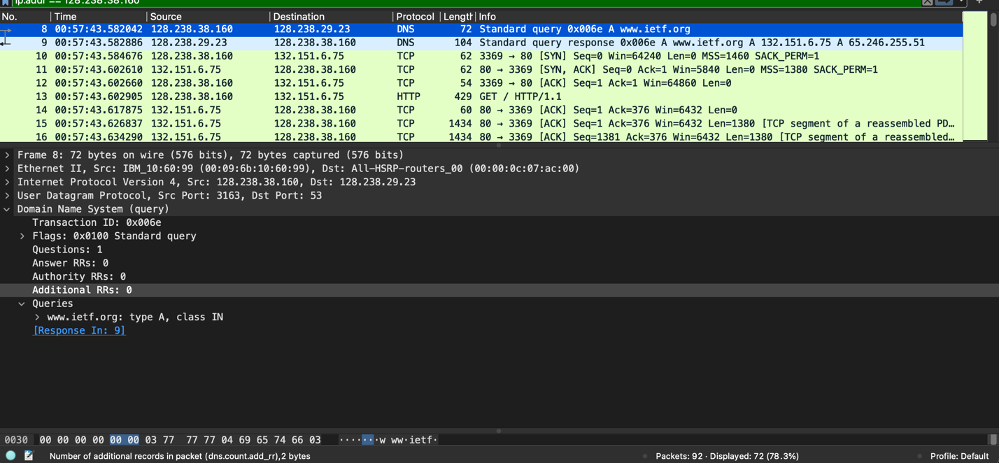 ip.addr == 128.238.38.160
No. Time Source Destination Protocol Length Info
8 00:57:43.582042 128.238.38.160 128.238.29.23 DNS 72 Standard query 0x006e A www.ietf.org
9 00:57:43.582886 128.238.29.23 128.238.38.160 DNS 104 Standard query response 0x006e A www.ietf.org A 132.151.6.75 A 65.246.255.51
10 00:57:43.584676 128.238.38.160 132.151.6.75 TCP 62 3369 → 80 [SYN] Seq=0 Win=64240 Len=0 MSS=1460 SACK_PERM=1
11 00:57:43.602610 132.151.6.75 128.238.38.160 TCP 62 80 → 3369 [SYN, ACK] Seq=0 Ack=1 Win=5840 Len=0 MSS=1380 SACK_PERM=1
12 00:57:43.602660 128.238.38.160 132.151.6.75 TCP 54 3369 → 80 [ACK] Seq=1 Ack=1 Win=64860 Len=0
13 00:57:43.602905 128.238.38.160 132.151.6.75 HTTP 429 GET / HTTP/1.1
14 00:57:43.617875 132.151.6.75 128.238.38.160 TCP 60 80 → 3369 [ACK] Seq=1 Ack=376 Win=6432 Len=0
15 00:57:43.626837 132.151.6.75 128.238.38.160 TCP 1434 80 → 3369 [ACK] Seq=1 Ack=376 Win=6432 Len=1380 [TCP segment of a reassembled PD…
16 00:57:43.634290 132.151.6.75 128.238.38.160 TCP 1434 80 → 3369 [ACK] Seq=1381 Ack=376 Win=6432 Len=1380 [TCP segment of a reassembled…
Frame 8: 72 bytes on wire (576 bits), 72 bytes captured (576 bits)
Ethernet II, Src: IBM_10:60:99 (00:09:6b:10:60:99), Dst: All-HSRP-routers_00 (00:00:0c:07:ac:00)
Internet Protocol Version 4, Src: 128.238.38.160, Dst: 128.238.29.23
User Datagram Protocol, Src Port: 3163, Dst Port: 53
Domain Name System (query)
Transaction ID: 0x006e
Flags: 0x0100 Standard query
Questions: 1
Answer RRs: 0
Authority RRs: 0
Additional RRs: 0
Queries
www.ietf.org: type A, class IN
[Response In: 9]
0030 00 00 00 00 00 00 03 77 77 77 04 69 65 74 66 03 ·······w ww·ietf·
Number of additional records in packet (dns.count.add_rr),2 bytes Packets: 92 · Displayed: 72 (78.3%) Profile: Default